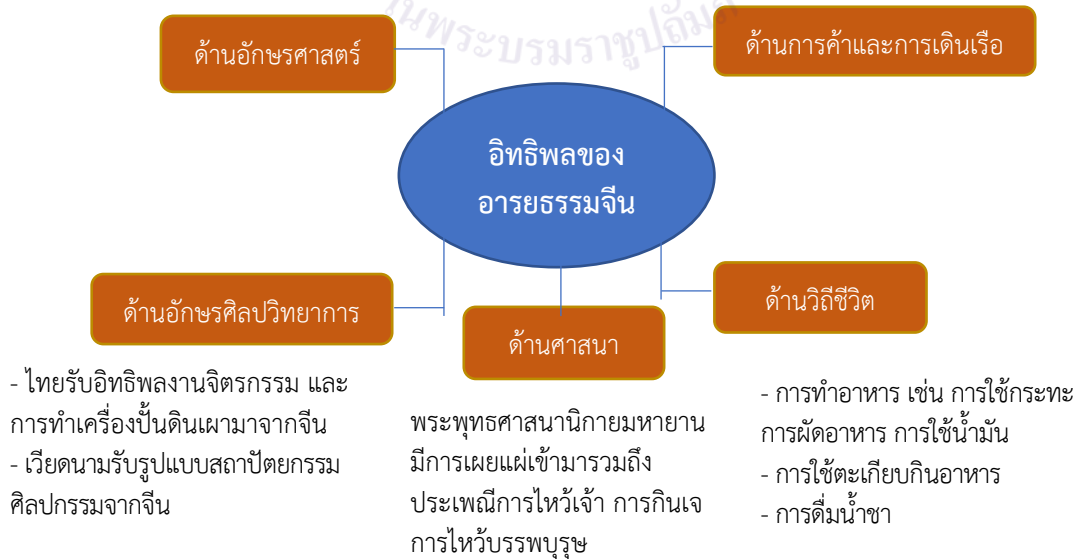 ในพระบรมราชูปถัมภ์
ด้านอักษรศาสตร์
ด้านการค้าและการเดินเรือ
อิทธิพลของ
อารยธรรมจีน
ด้านอักษรศิลปวิทยาการ
- ไทยรับอิทธิพลงานจิตรกรรม และ
การทำเครื่องปั้นดินเผามาจากจีน
- เวียดนามรับรูปแบบสถาปัตยกรรม
ศิลปกรรมจากจีน
ด้านศาสนา
พระพุทธศาสนานิกายมหายาน
มีการเผยแผ่เข้ามารวมถึง
ประเพณีการไหว้เจ้า การกินเจ
การไหว้บรรพบุรุษ
ด้านวิถีชีวิต
- การทำอาหาร เช่น การใช้กระทะ
การผัดอาหาร การใช้น้ำมัน
- การใช้ตะเกียบกินอาหาร
- การดื่มน้ำชา